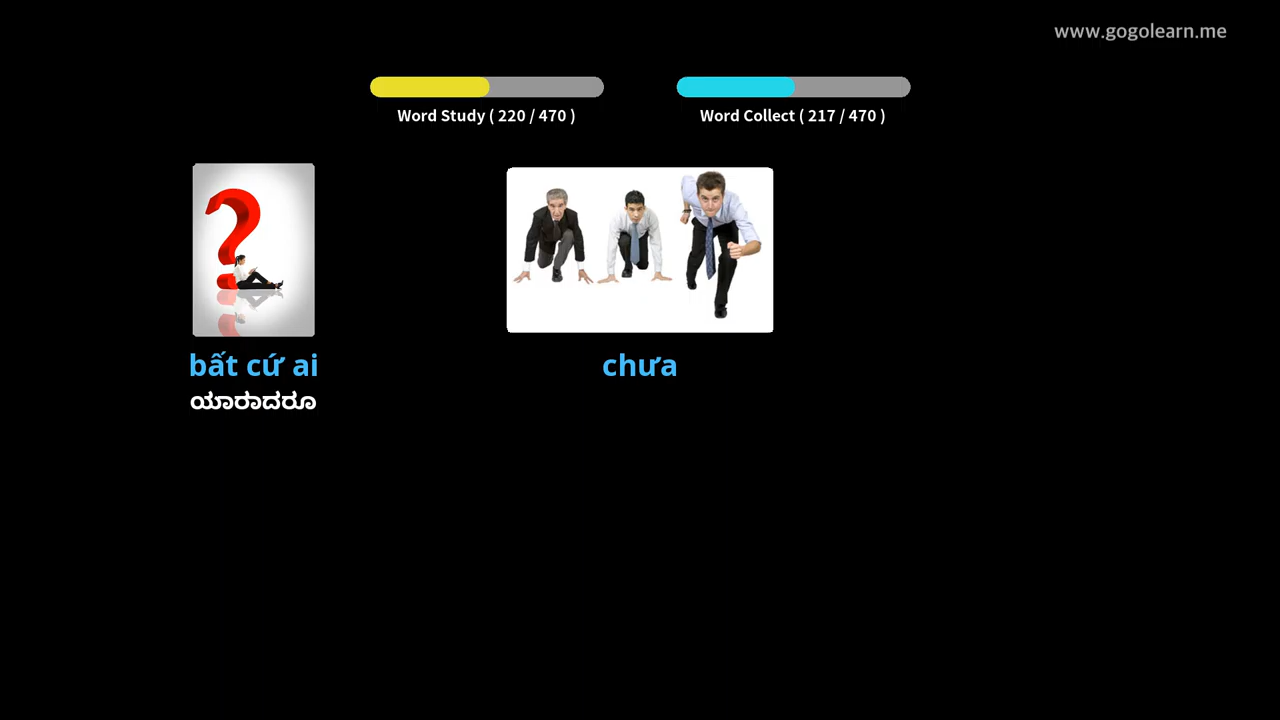 www.gogolearn.me
Word Study ( 220 / 470 )
Word Collect ( 217 / 470 )
bất cứ ai
ಯಾರಾದರೂ
chưa